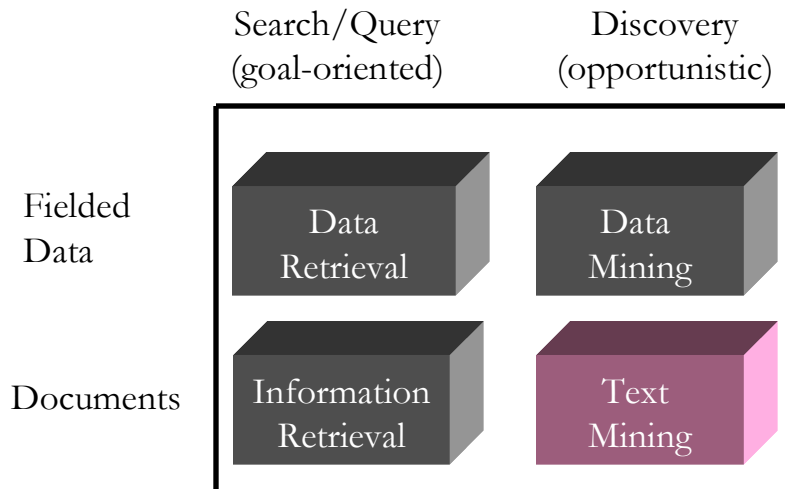 Search/Query
(goal-oriented)
Discovery
(opportunistic)
Fielded
Data
Data
Retrieval
Data
Mining
Documents
Information
Retrieval
Text
Mining